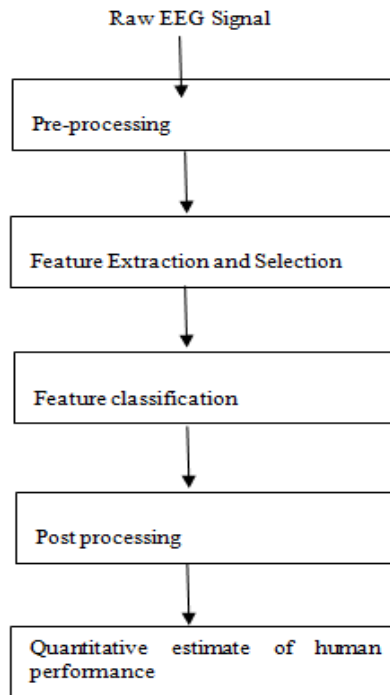 Raw EEG Signal
Pre-processing
Feature Extraction and Selection
Feature classification
Post processing
Quantitative estimate of human
performance